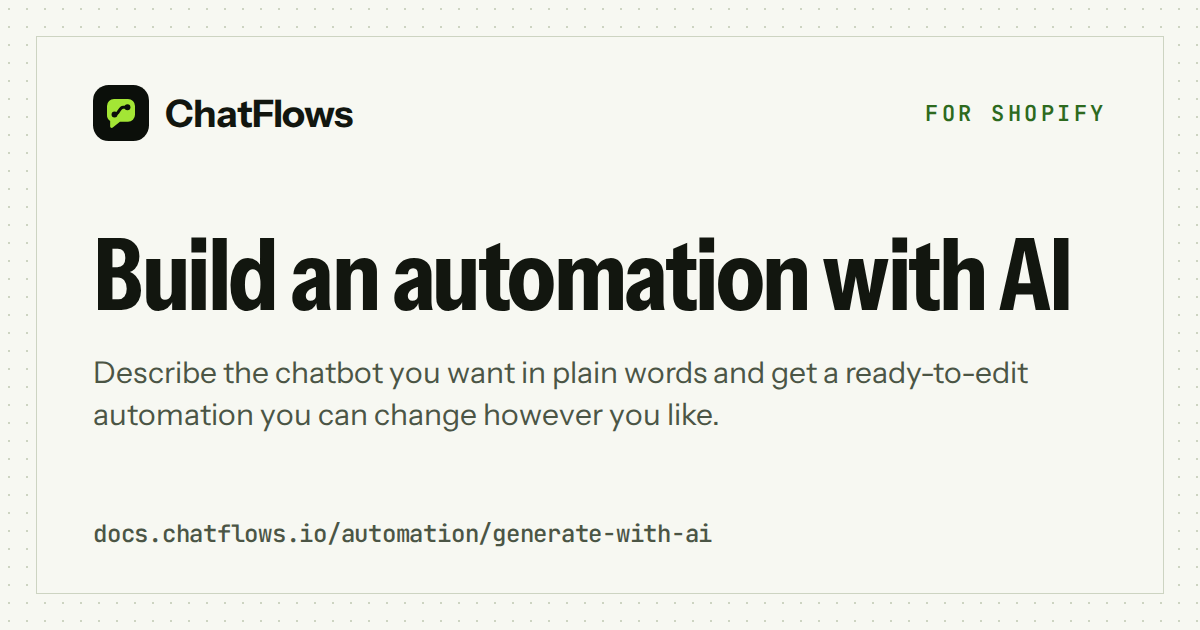 ChatFlows
FOR SHOPIFY
Build an automation with AI
Describe the chatbot you want in plain words and get a ready-to-edit
automation you can change however you like.
docs.chatflows.io/automation/generate-with-ai